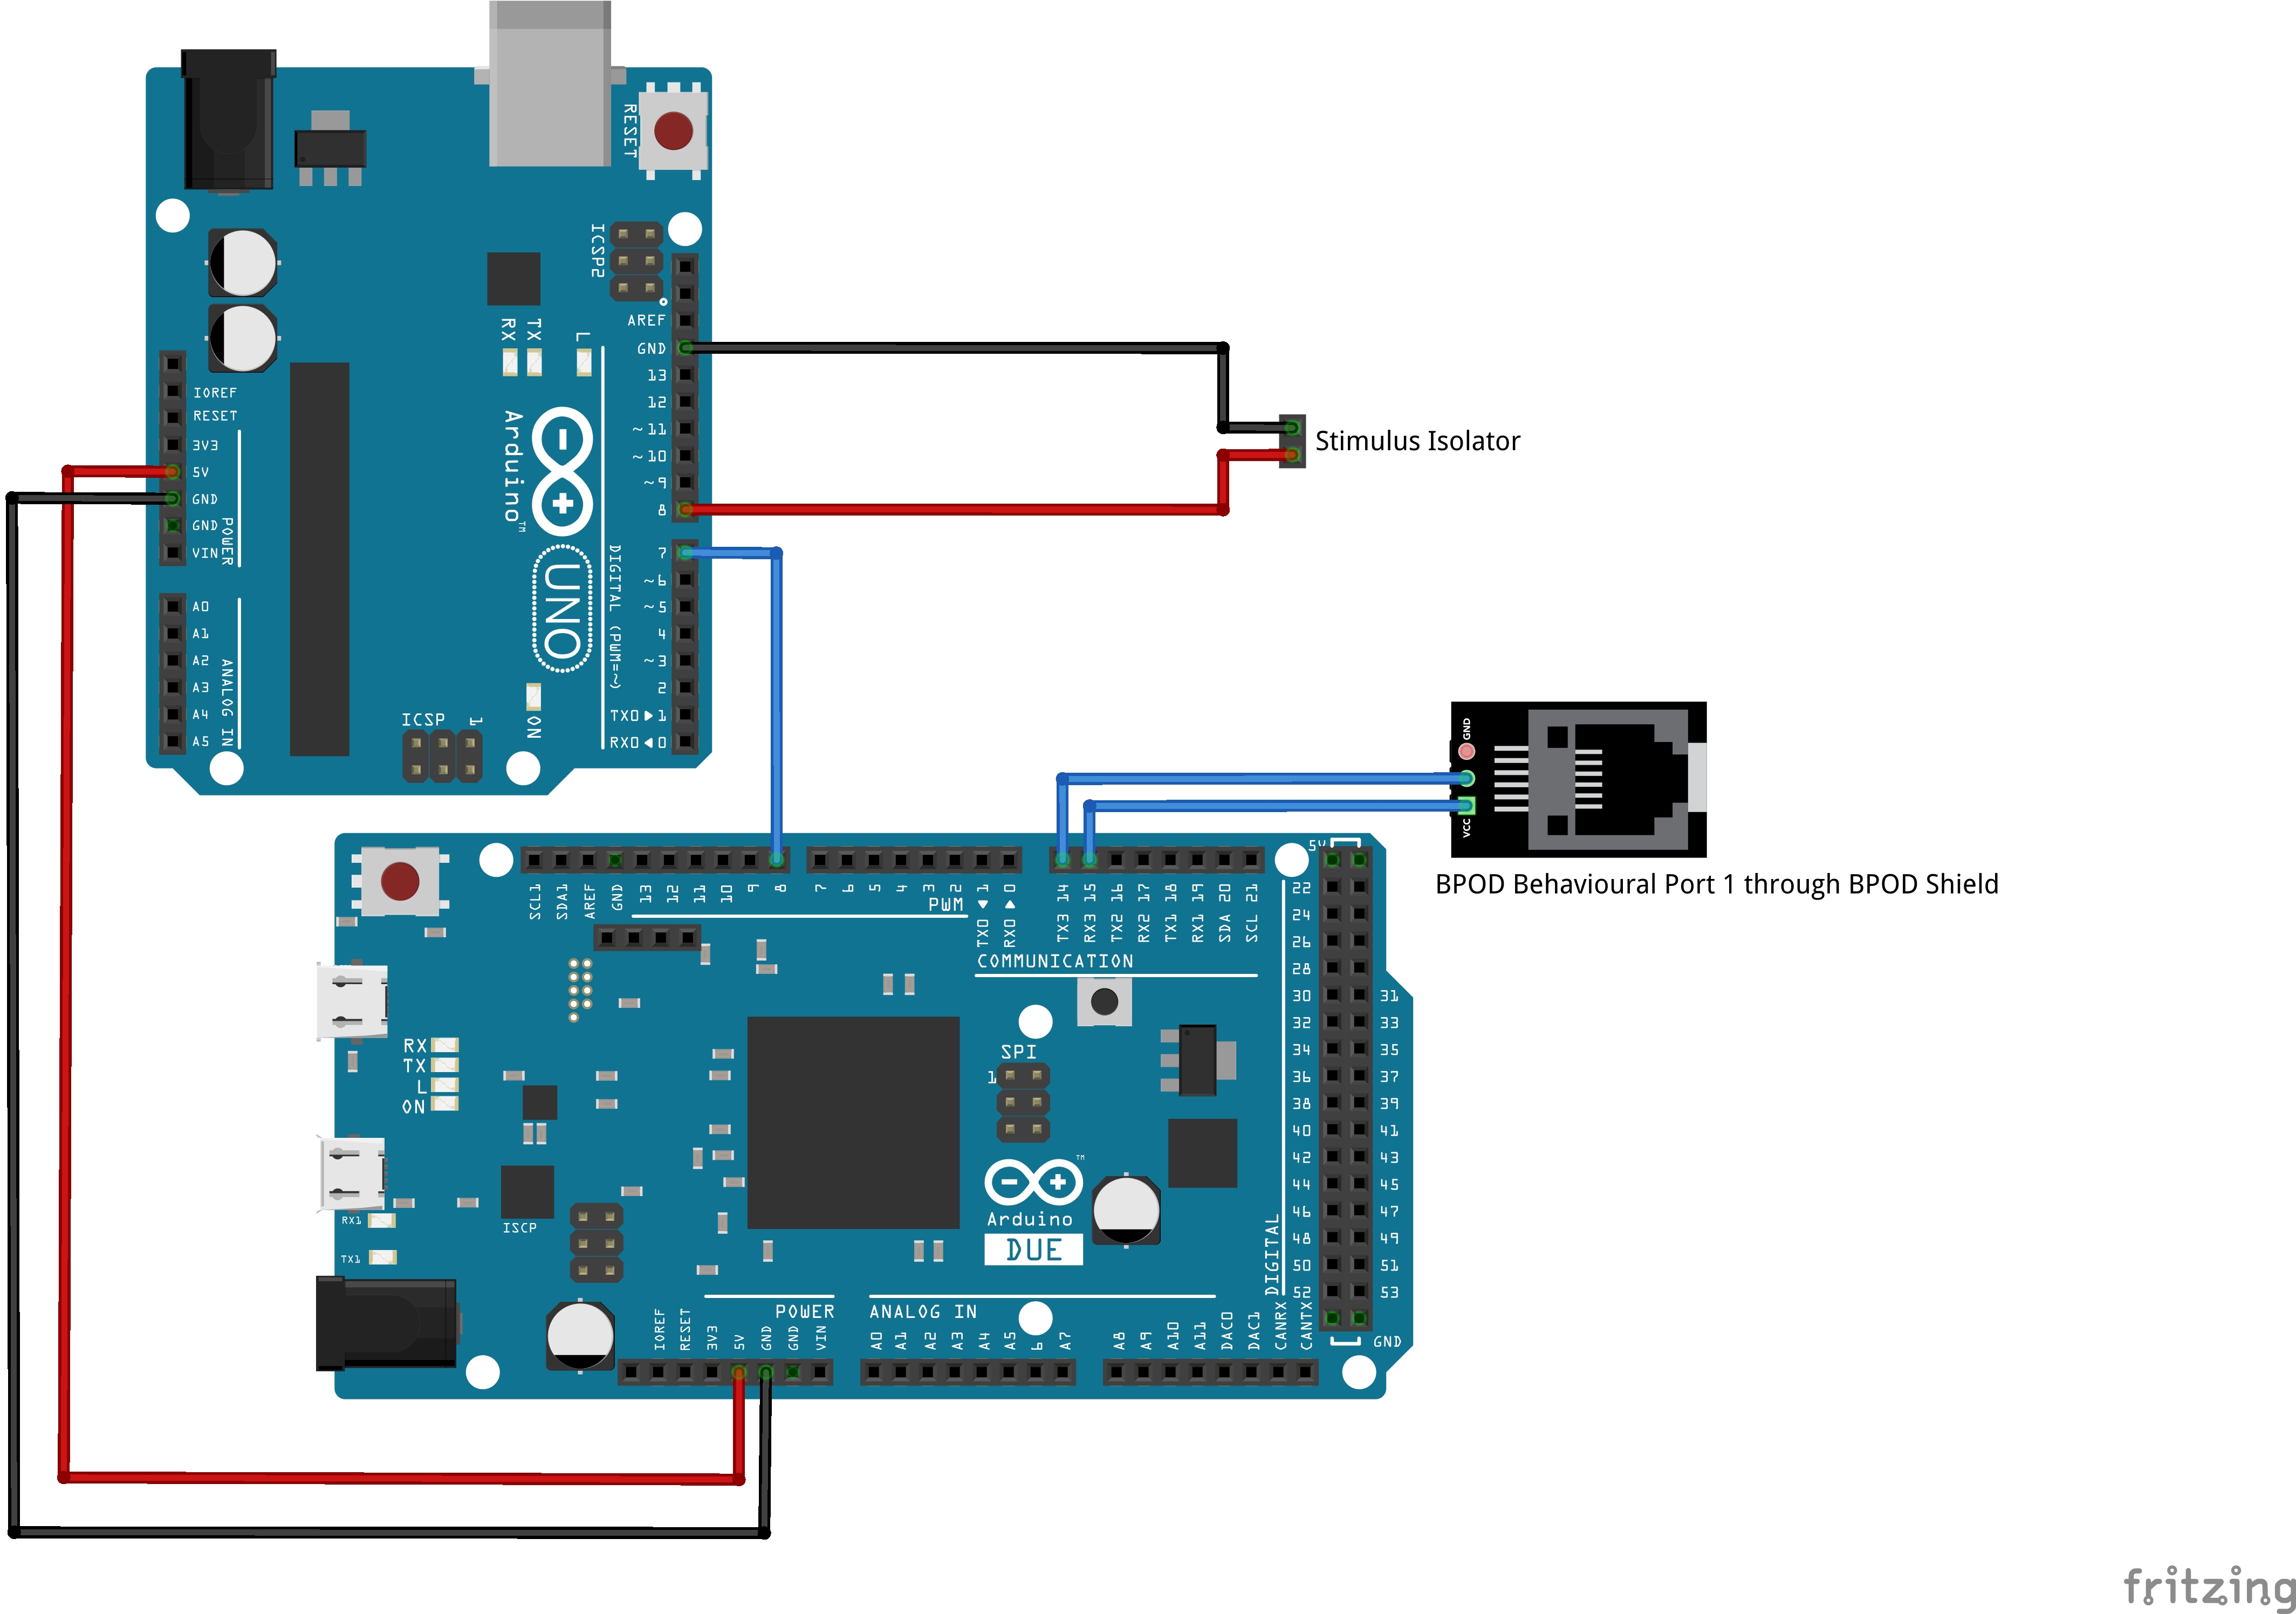 RESET
ICSP2
AREF
GND
13
12
~11
~10
~9
8
7
~6
~5
4
~3
2
TX0▶1
RX0◀0
DIGITAL (PWM=~)
RX
TX
L
Arduino™
UNO
ON
IOREF
RESET
3V3
5V
GND
GND
VIN
POWER
A0
A1
A2
A3
A4
A5
ANALOG IN
ICSP
1
Stimulus Isolator
GND
VCC
BPOD Behavioural Port 1 through BPOD Shield
SCL1
SDA1
AREF
GND
13
12
11
10
9
8
7
6
5
4
3
2
TX0◀1
RX0▶0
PWM
TX3 14
RX3 15
TX2 16
RX2 17
TX1 18
RX1 19
SDA 20
SCL 21
COMMUNICATION
5V
22
24
26
28
30 31
32 33
34 35
36 37
38 39
40 41
42 43
44 45
46 47
48 49
50 51
52 53
GND
DIGITAL
RX
TX
L
ON
RX1
TX1
ISCP
SPI
1
™
Arduino
DUE
POWER
ANALOG IN
IOREF
RESET
3V3
5V
GND
GND
VIN
A0
A1
A2
A3
A4
A5
6
A7
A8
A9
A10
A11
DAC0
DAC1
CANRX
CANTX
fritzing